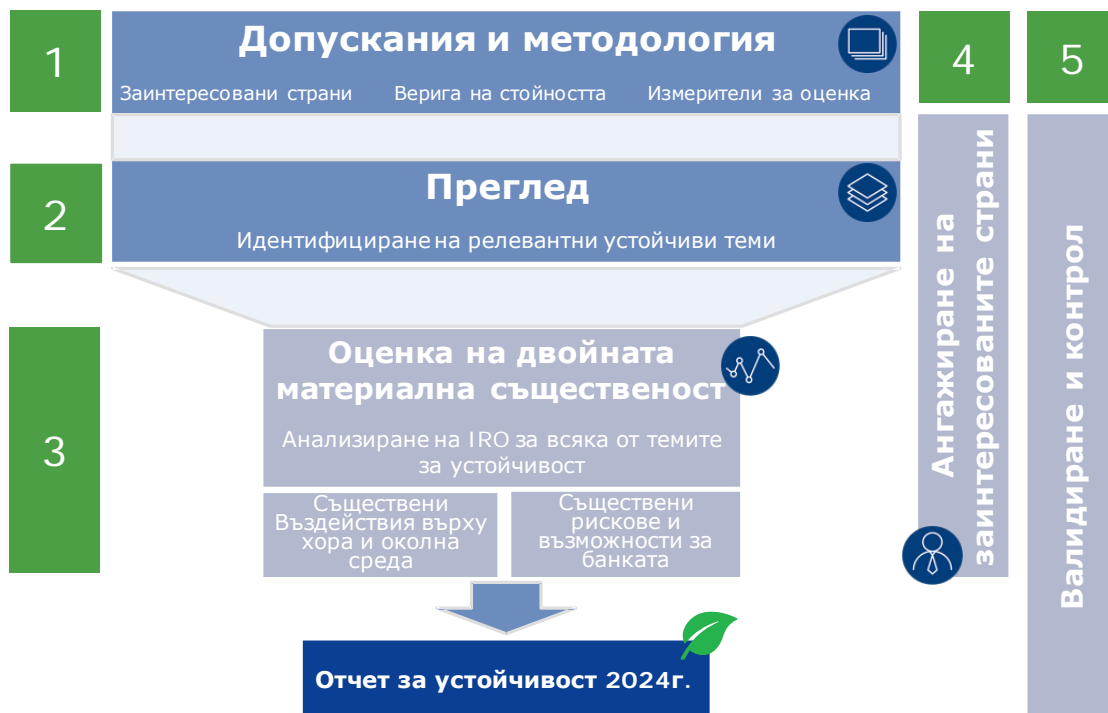 1
Допускания и методология
Заинтересовани страни Верига на стойността Измерители за оценка
2
Преглед
Идентифициране на релевантни устойчиви теми
3
Оценка на двойната
материална същественост
Анализиране на IRO за всяка от темите
за устойчивост
Съществени
Въздействия върху
хора и околна
среда
Съществени
рискове и
възможности за
банката
Отчет за устойчивост 2024г.
4
Ангажиране на
заинтересованите страни
5
Валидиране и контрол